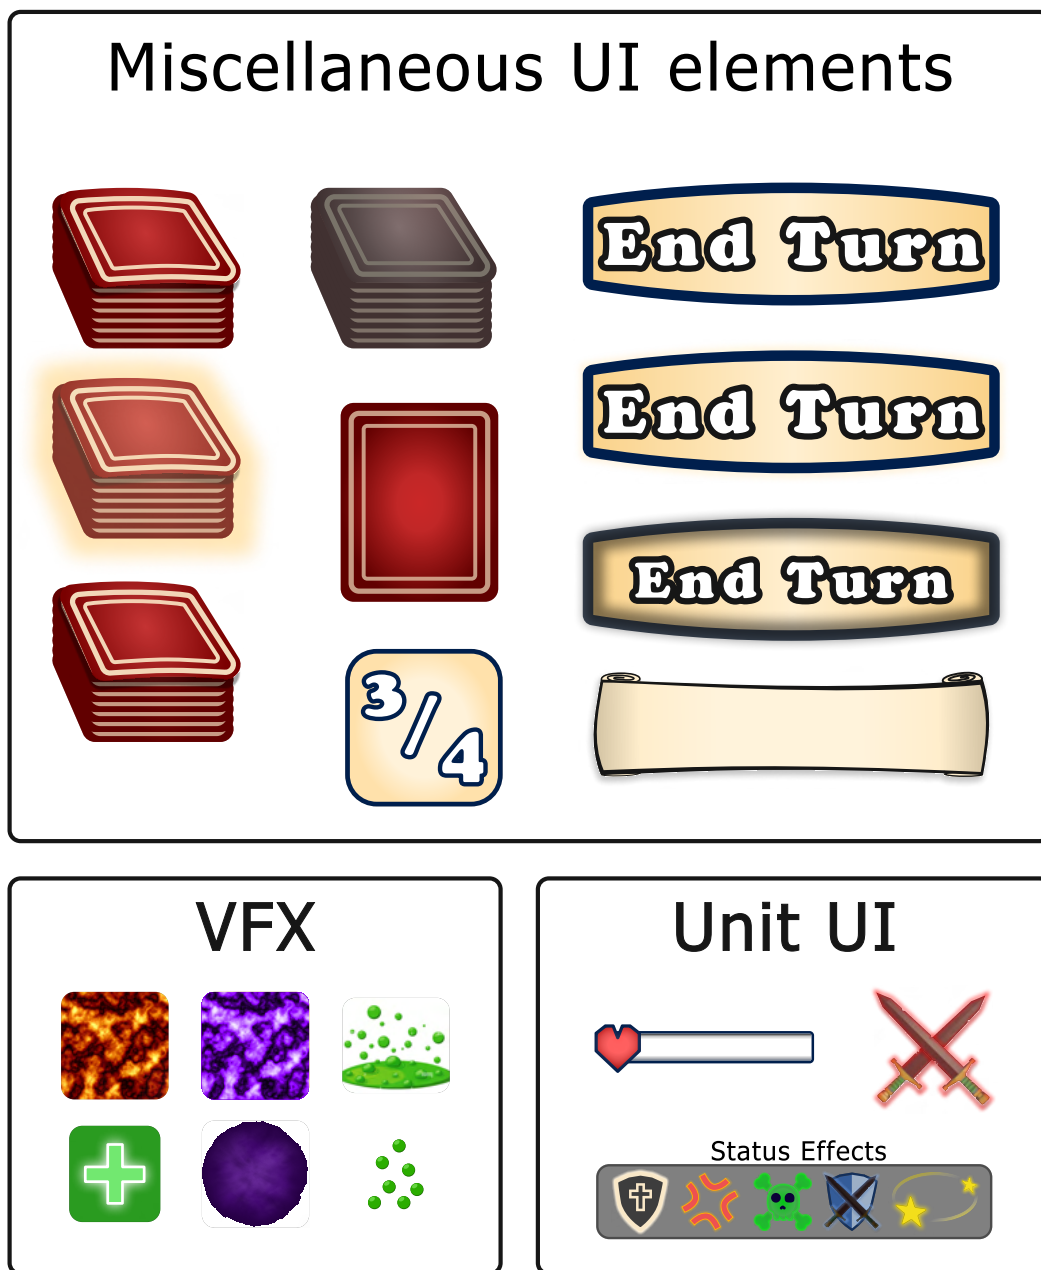 Miscellaneous UI elements
End Turn
End Turn
End Turn
3/4
VFX
Unit UI
Status Effects